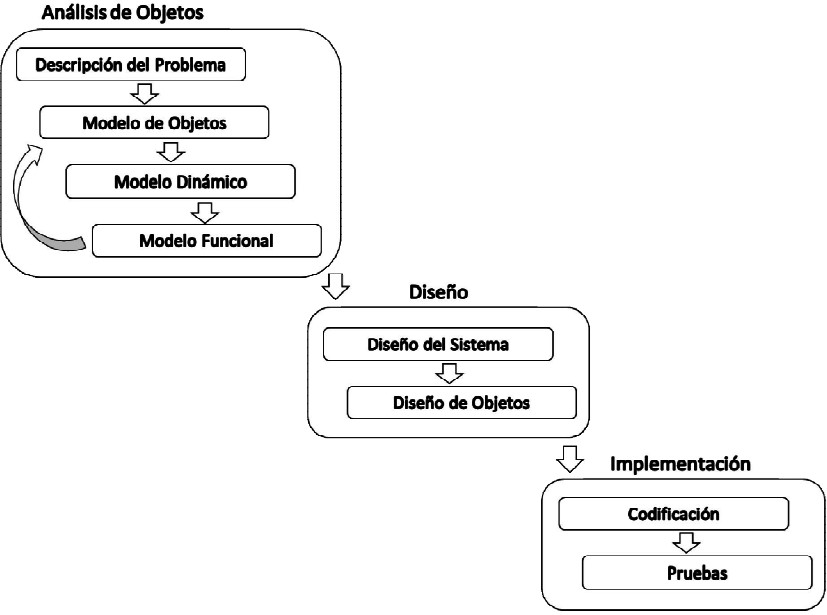 Análisis de Objetos
Descripción del Problema
Modelo de Objetos
Modelo Dinámico
Modelo Funcional
Diseño
Diseño del Sistema
Diseño de Objetos
Implementación
Codificación
Pruebas